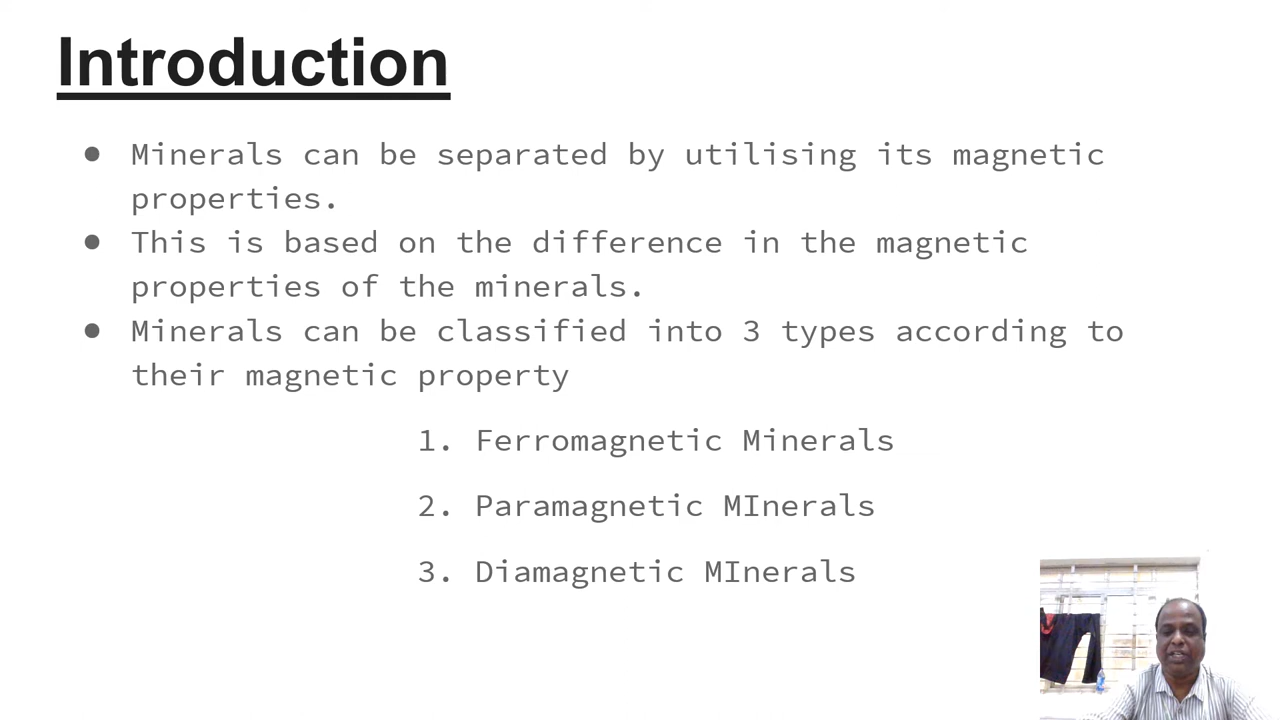 Introduction
● Minerals can be separated by utilising its magnetic
properties.
● This is based on the difference in the magnetic
properties of the minerals.
● Minerals can be classified into 3 types according to
their magnetic property
1. Ferromagnetic Minerals
2. Paramagnetic MInerals
3. Diamagnetic MInerals